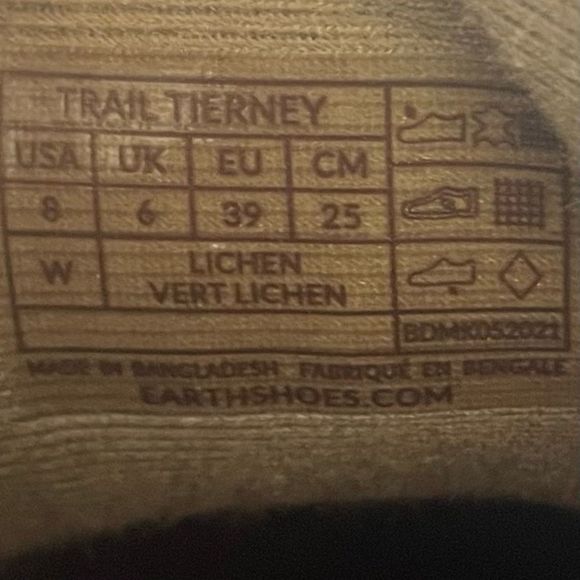 TRAIL TIERNEY
USA UK EU CM
8 6 39 25
W LICHEN
VERT LICHEN
BDMK052021
MADE IN BANGLADESH FABRIQUÉ EN BENGALE
EARTHSHOES.COM